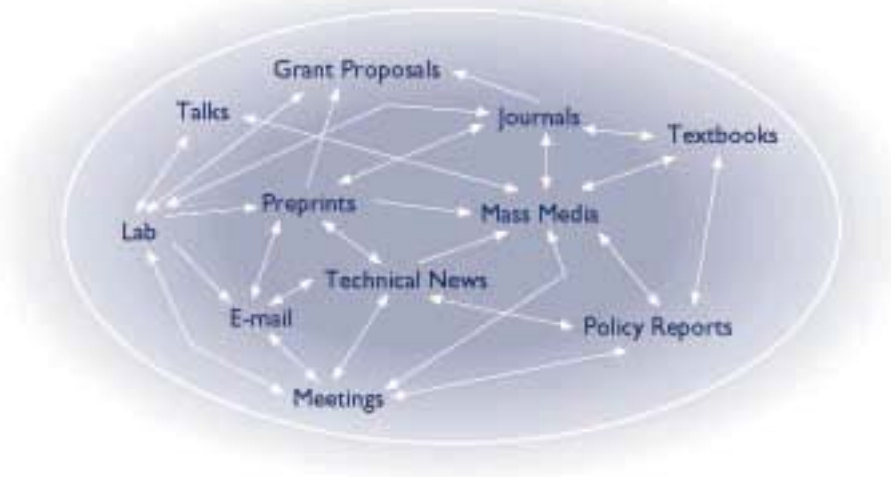 Grant Proposals
Talks
Journals
Textbooks
Preprints
Mass Media
Lab
Technical News
E-mail
Policy Reports
Meetings